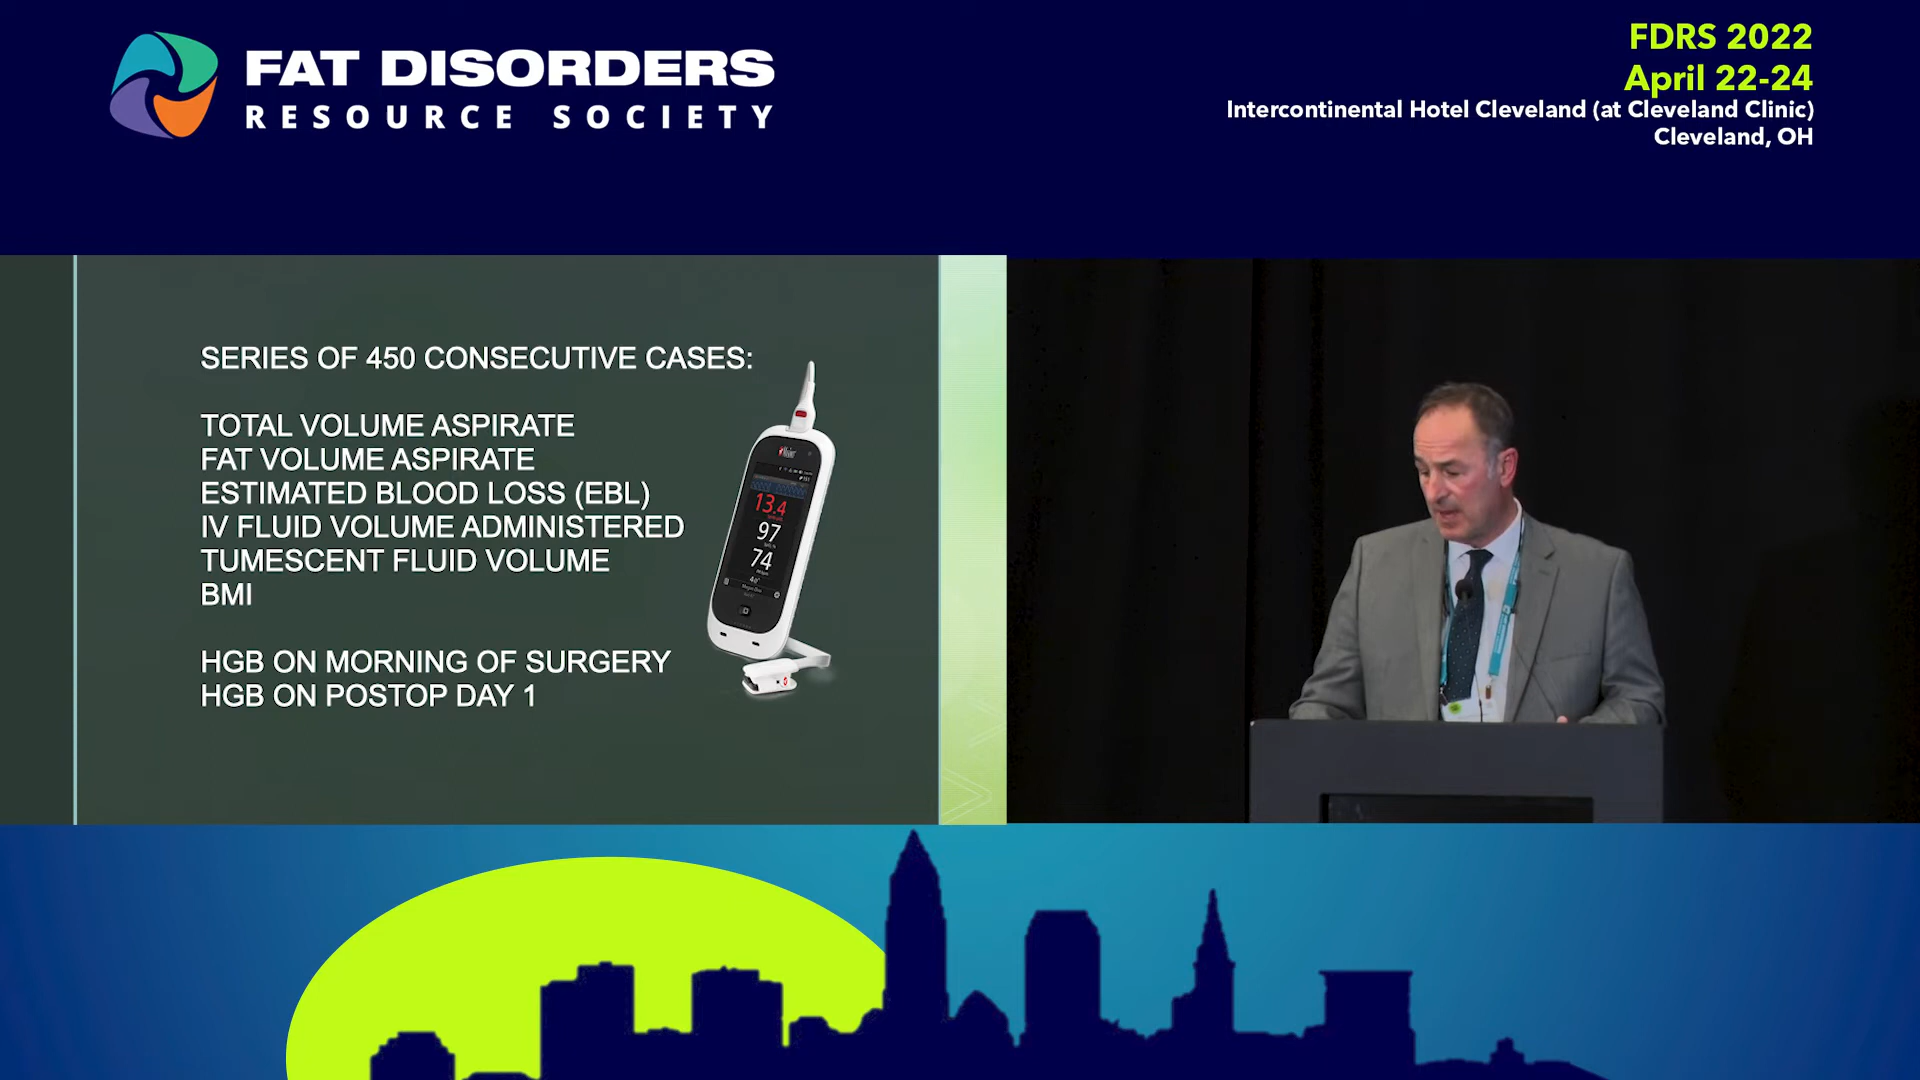 FAT DISORDERS
RESOURCE SOCIETY
FDRS 2022
April 22-24
Intercontinental Hotel Cleveland (at Cleveland Clinic)
Cleveland, OH
SERIES OF 450 CONSECUTIVE CASES:
TOTAL VOLUME ASPIRATE
FAT VOLUME ASPIRATE
ESTIMATED BLOOD LOSS (EBL)
IV FLUID VOLUME ADMINISTERED
TUMESCENT FLUID VOLUME
BMI
HGB ON MORNING OF SURGERY
HGB ON POSTOP DAY 1
13.4
97
74